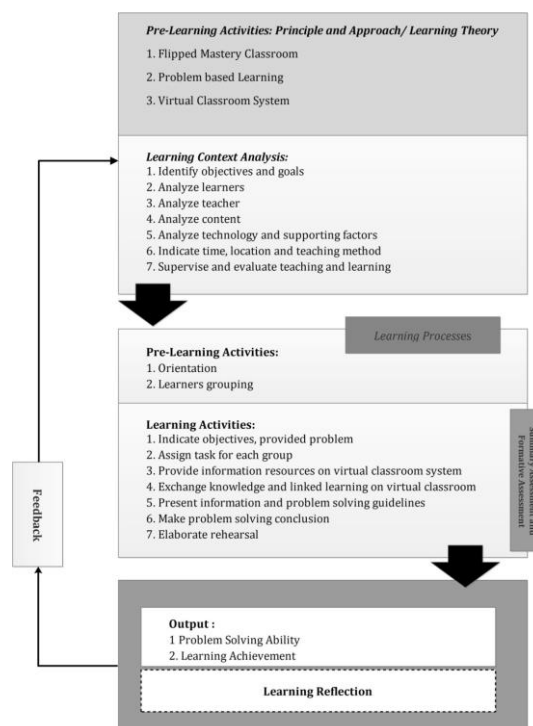 Pre-Learning Activities: Principle and Approach/ Learning Theory
1. Flipped Mastery Classroom
2. Problem based Learning
3. Virtual Classroom System
Learning Context Analysis:
1. Identify objectives and goals
2. Analyze learners
3. Analyze teacher
4. Analyze content
5. Analyze technology and supporting factors
6. Indicate time, location and teaching method
7. Supervise and evaluate teaching and learning
Learning Processes
Pre-Learning Activities:
1. Orientation
2. Learners grouping
Learning Activities:
1. Indicate objectives, provided problem
2. Assign task for each group
3. Provide information resources on virtual classroom system
4. Exchange knowledge and linked learning on virtual classroom
5. Present information and problem solving guidelines
6. Make problem solving conclusion
7. Elaborate rehearsal
Formative Assessment
Feedback
Output :
1 Problem Solving Ability
2. Learning Achievement
Learning Reflection